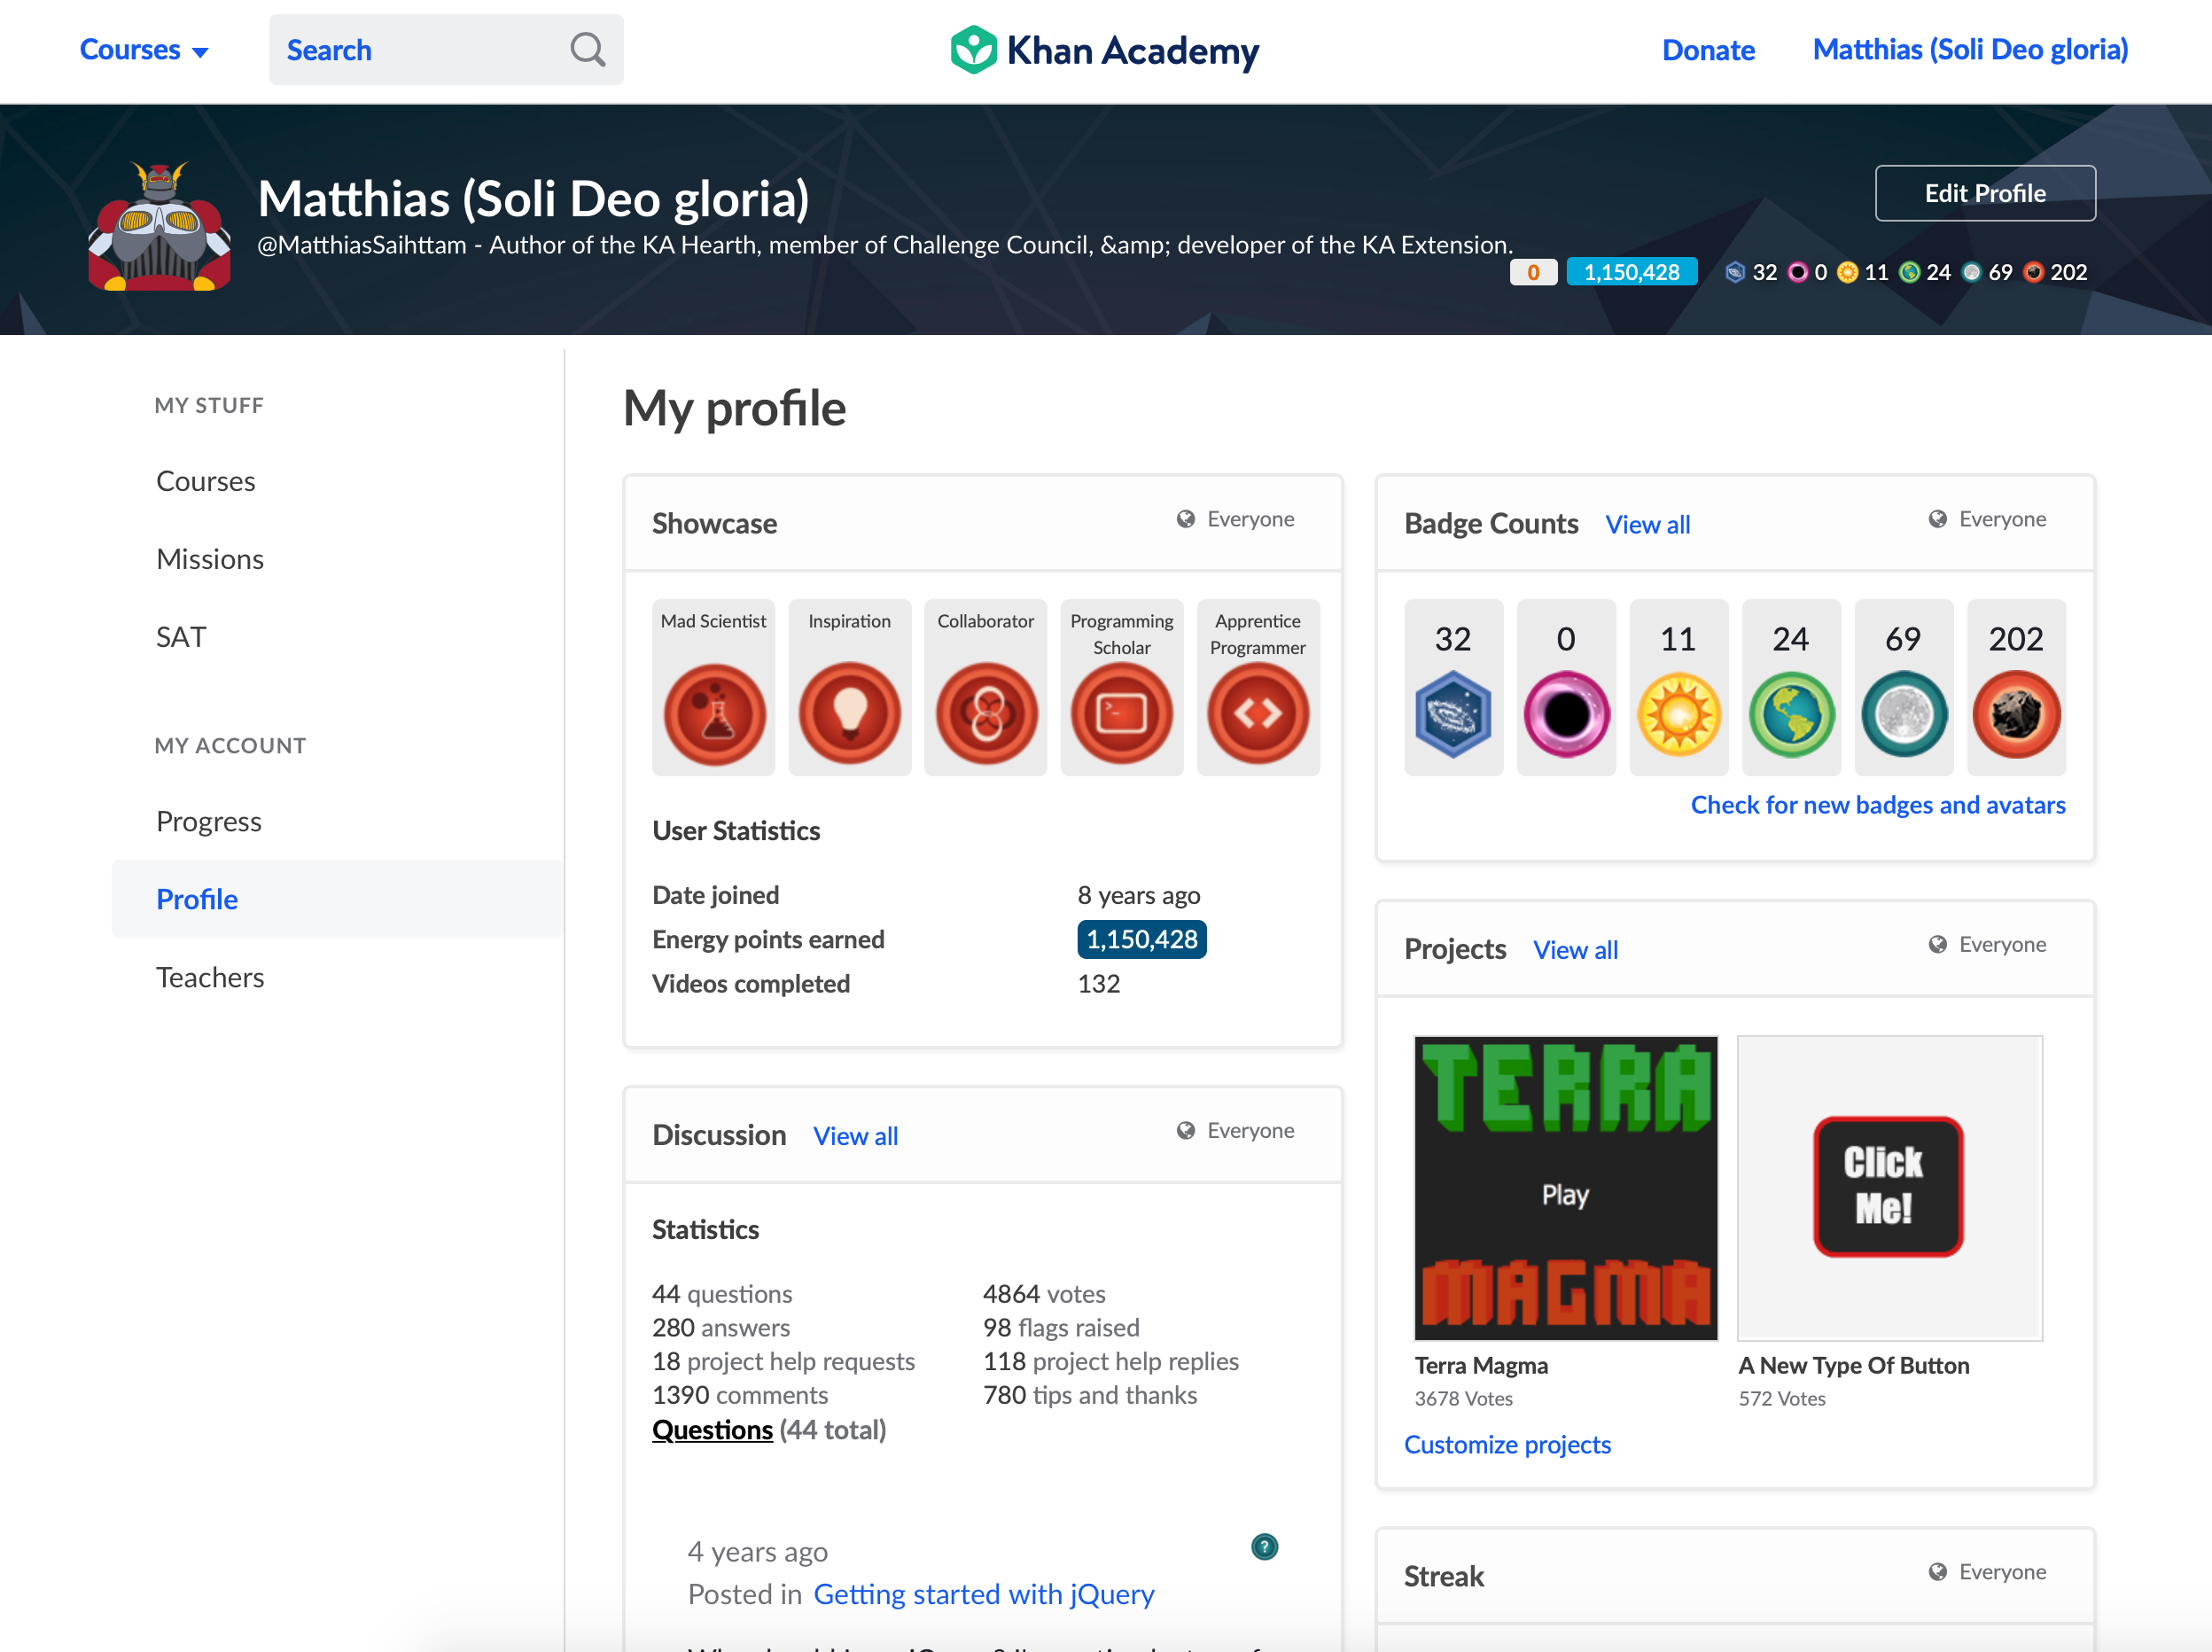 Courses
Search
Khan Academy
Donate
Matthias (Soli Deo gloria)
Matthias (Soli Deo gloria)
@MatthiasSaihttam - Author of the KA Hearth, member of Challenge Council, &amp; developer of the KA Extension.
Edit Profile
0 1,150,428 32 0 11 24 69 202
MY STUFF
Courses
Missions
SAT
MY ACCOUNT
Progress
Profile
Teachers
My profile
Showcase Everyone
Mad Scientist
Inspiration
Collaborator
Programming
Scholar
Apprentice
Programmer
User Statistics
Date joined 8 years ago
Energy points earned 1,150,428
Videos completed 132
Discussion View all Everyone
Statistics
44 questions 4864 votes
280 answers 98 flags raised
18 project help requests 118 project help replies
1390 comments 780 tips and thanks
Questions (44 total)
4 years ago ?
Posted in Getting started with jQuery
Badge Counts View all Everyone
32 0 11 24 69 202
Check for new badges and avatars
Projects View all Everyone
TERRA
Play
MAGMA
Click
Me!
Terra Magma
3678 Votes
A New Type Of Button
572 Votes
Customize projects
Streak Everyone